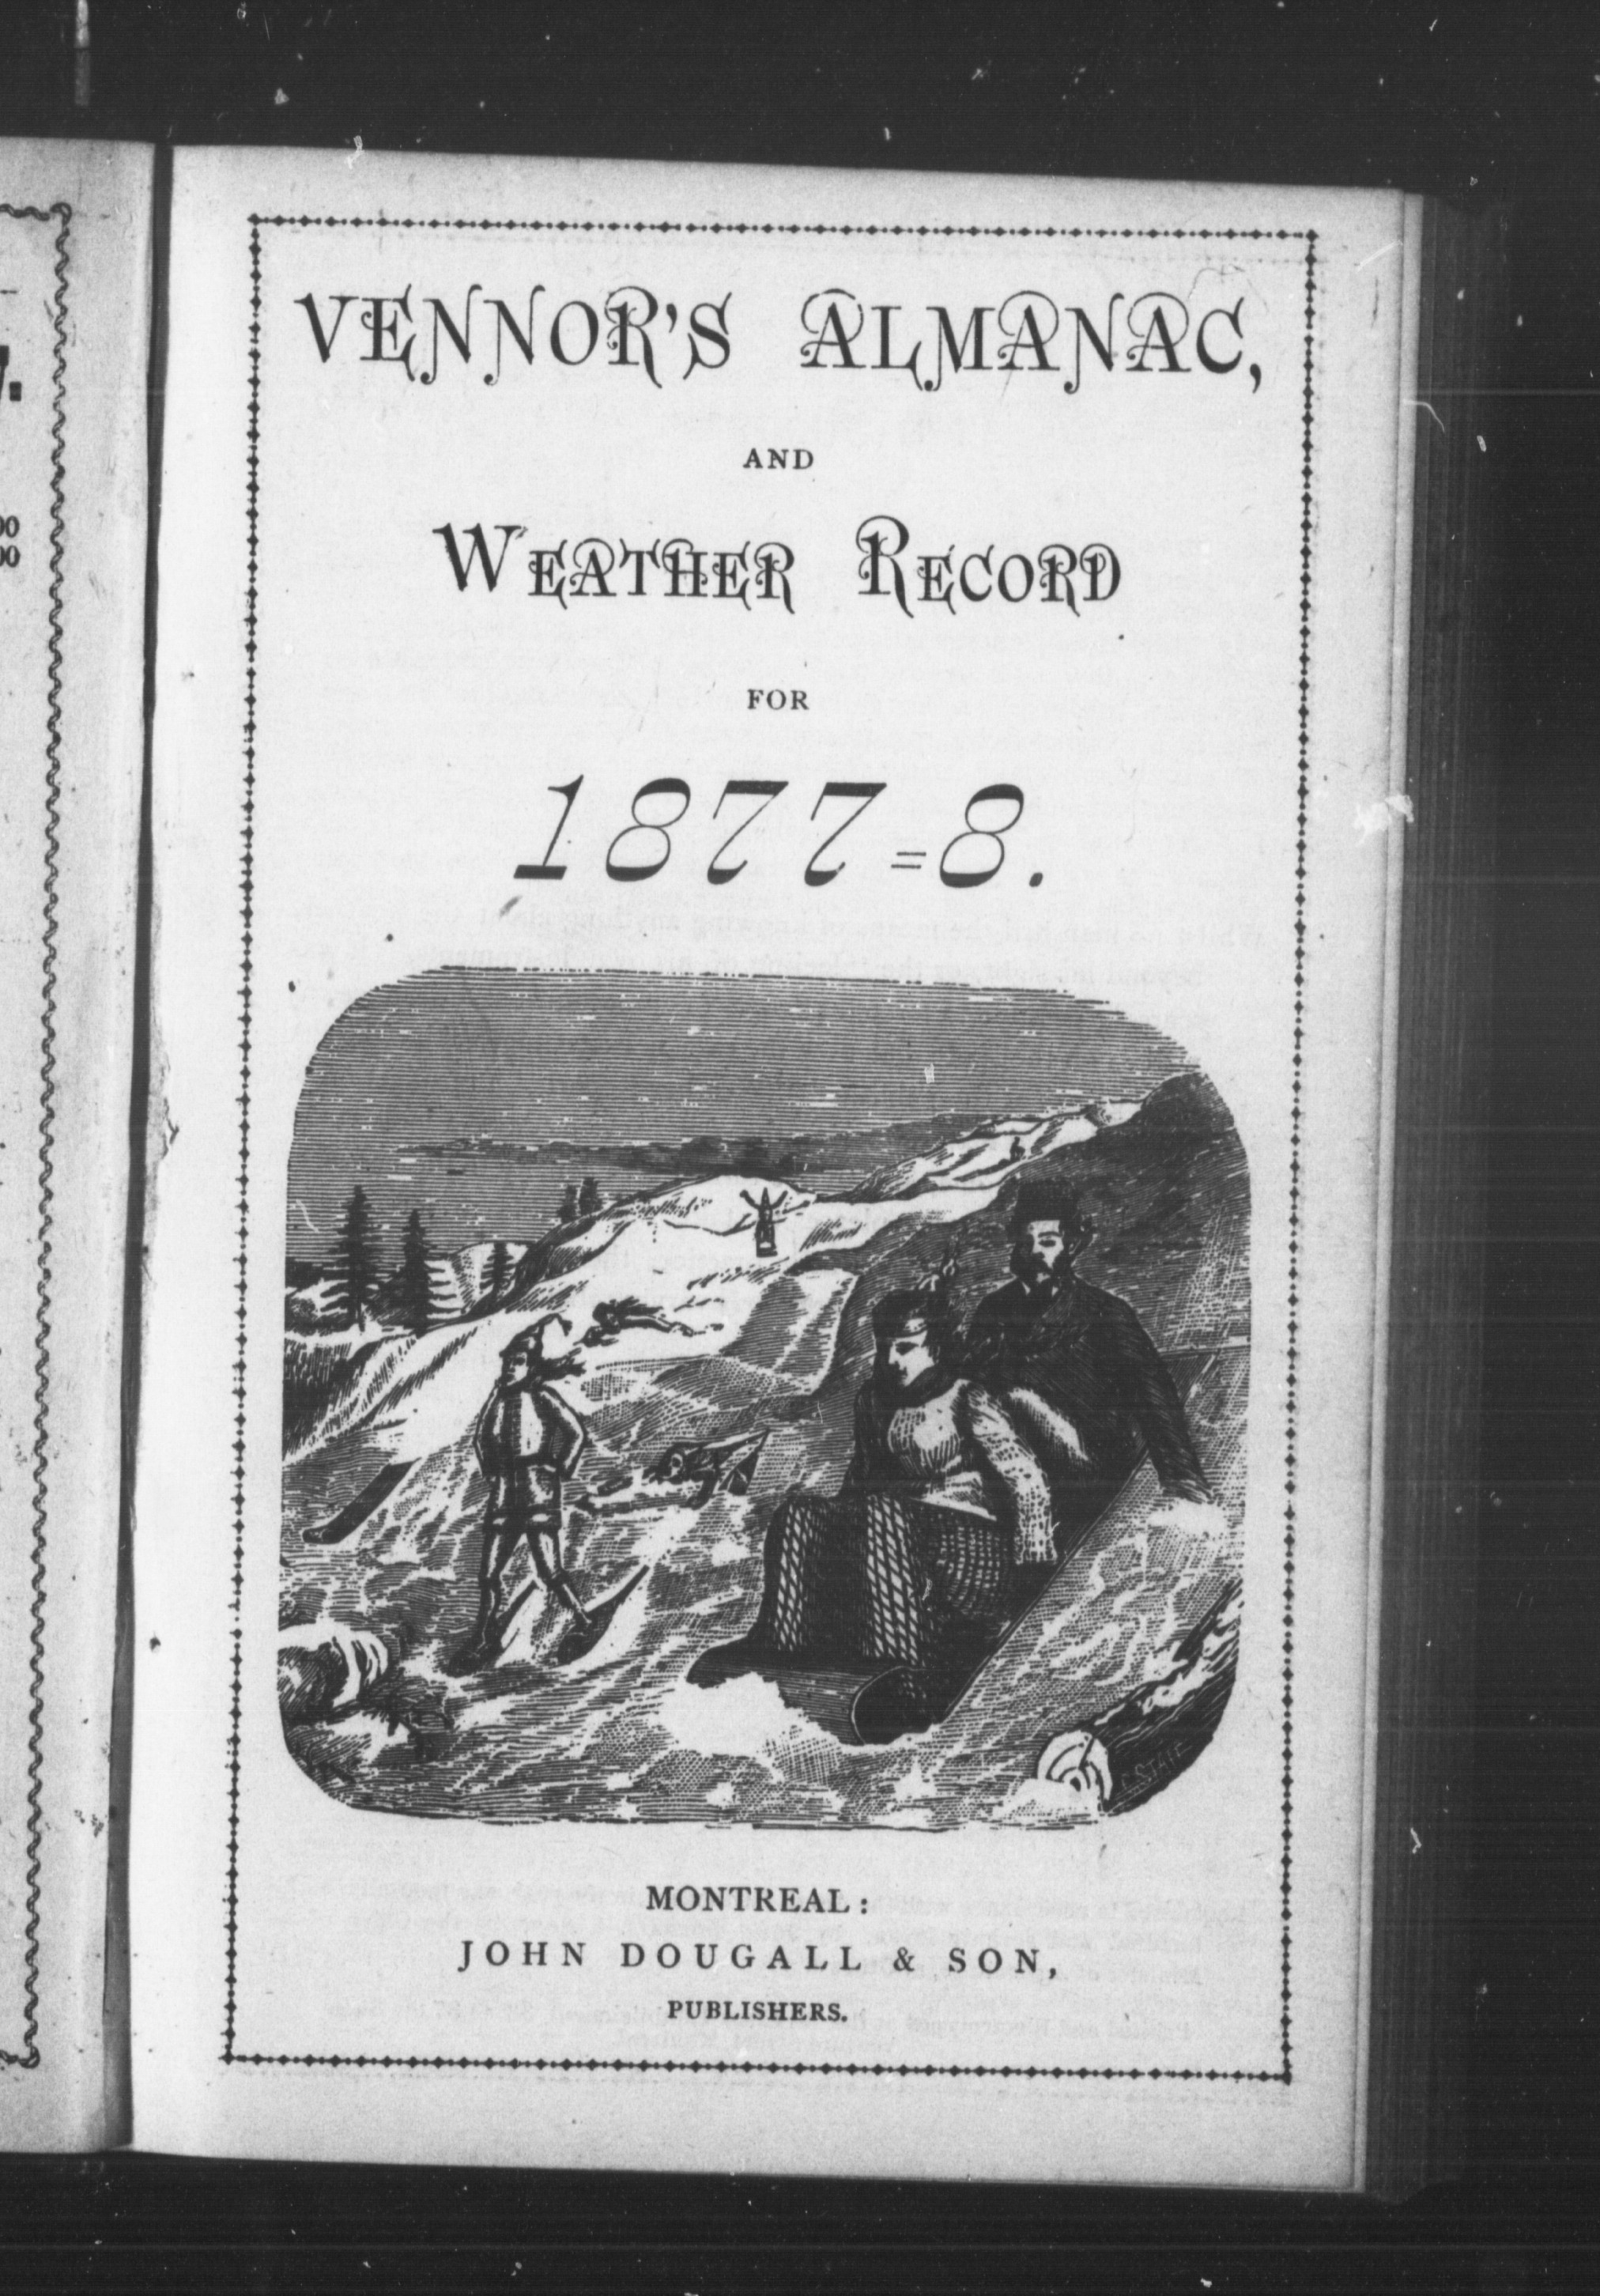 VENNOR'S ALMANAC,
AND
WEATHER RECORD
FOR
1877=8.
MONTREAL:
JOHN DOUGALL & SON,
PUBLISHERS.